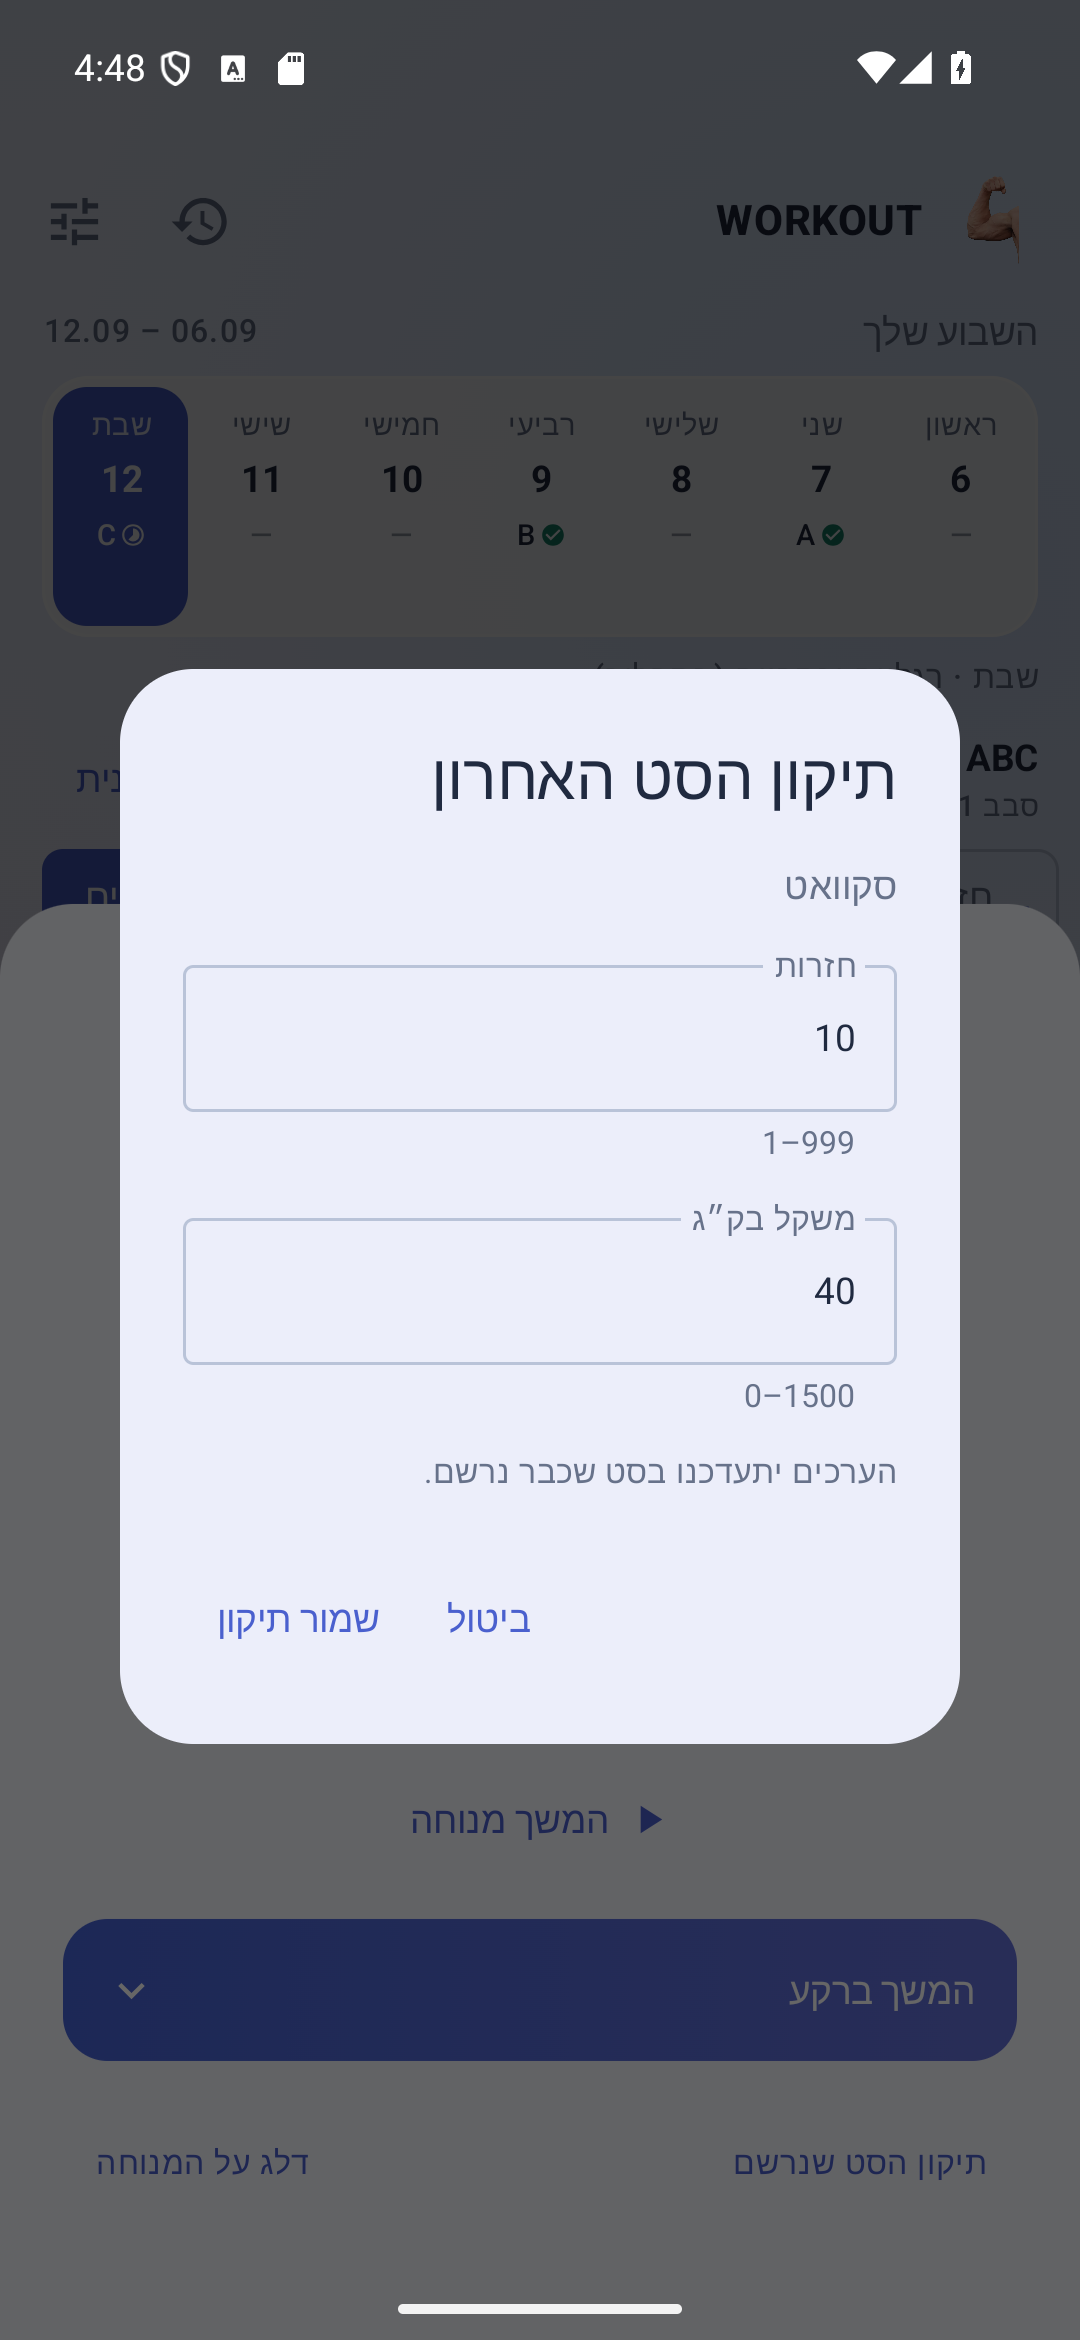 4:48
WORKOUT
השבוע שלך
12.09 – 06.09
ראשון שני שלישי רביעי חמישי שישי שבת
6 7 8 9 10 11 12
– A – B – – C
שבת ·
ABC
סבב 1
תיקון הסט האחרון
סקוואט
חזרות
10
1–999
משקל בק״ג
40
0–1500
הערכים יתעדכנו בסט שכבר נרשם.
ביטול
שמור תיקון
המשך מנוחה
המשך ברקע
תיקון הסט שנרשם
דלג על המנוחה